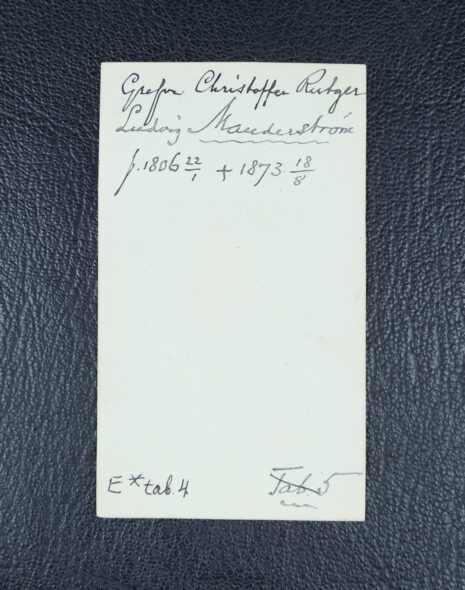 Grefve Christoffer Rutger
Ludvig Manderström
f. 1806 22/1 + 1873 18/8
E* tab. 4
Tab. 5